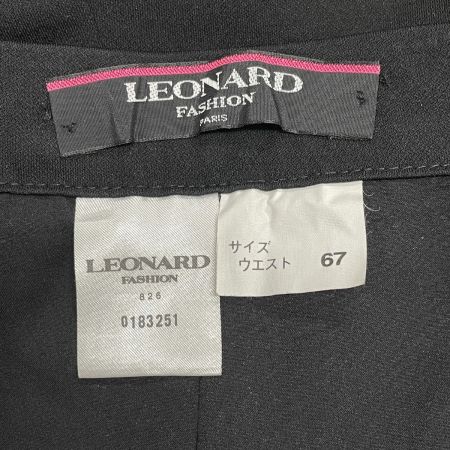 LEONARD
FASHION
PARIS
LEONARD
FASHION
826
0183251
サイズ
ウエスト 67